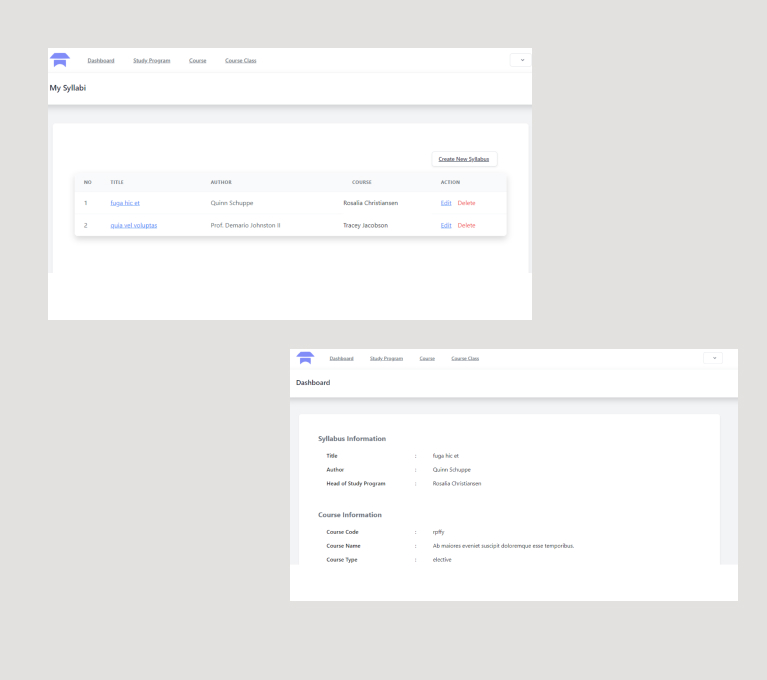 Dashboard Study Program Course Course Class
My Syllabi
Create New Syllabus
NO TITLE AUTHOR COURSE ACTION
1 fuga hic et Quinn Schuppe Rosalia Christiansen Edit Delete
2 quia vel voluptas Prof. Demario Johnston II Tracey Jacobson Edit Delete
Dashboard Study Program Course Course Class
Dashboard
Syllabus Information
Title : fuga hic et
Author : Quinn Schuppe
Head of Study Program : Rosalia Christiansen
Course Information
Course Code : rpffy
Course Name : Ab maiores eveniet suscipit doloremque esse temporibus.
Course Type : elective